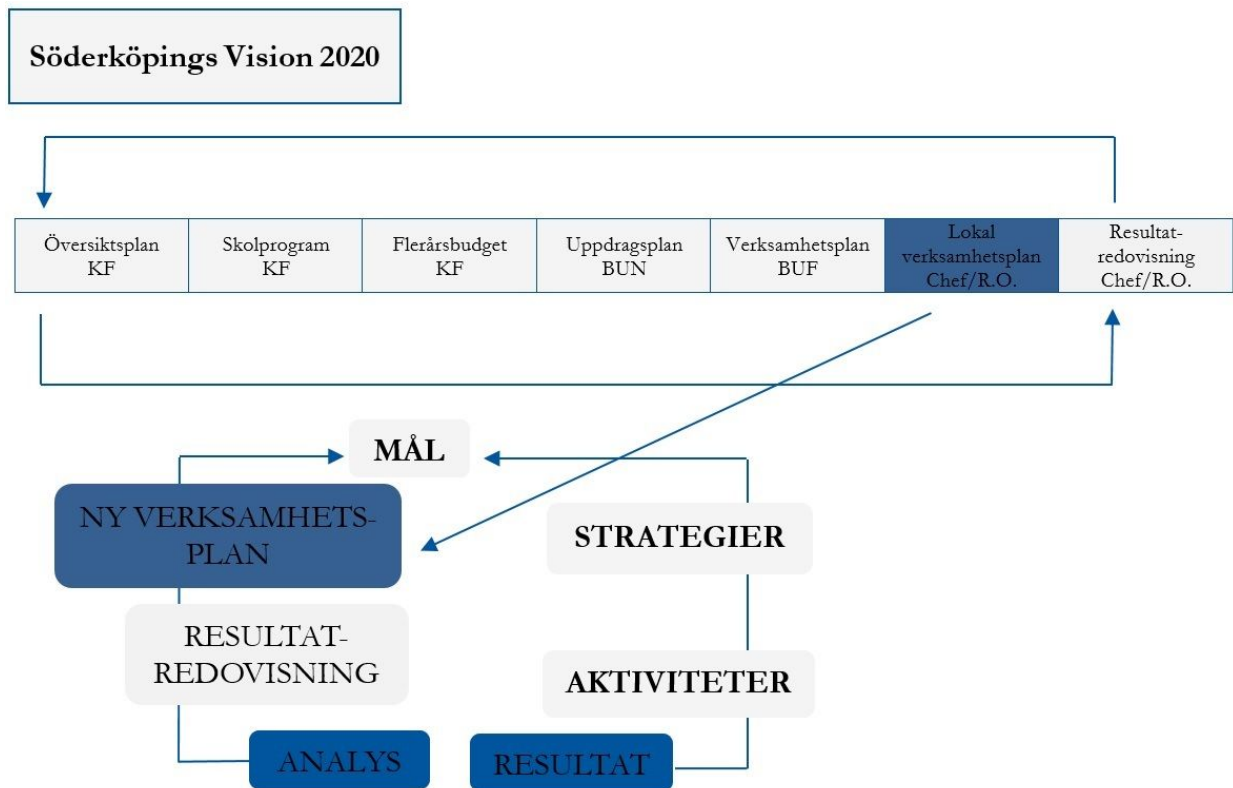 Söderköpings Vision 2020
Översiktsplan
KF
Skolprogram
KF
Flerårsbudget
KF
Uppdragsplan
BUN
Verksamhetsplan
BUF
Lokal
verksamhetsplan
Chef/R.O.
Resultat-
redovisning
Chef/R.O.
MÅL
NY VERKSAMHETS-
PLAN
STRATEGIER
RESULTAT-
REDOVISNING
AKTIVITETER
ANALYS
RESULTAT